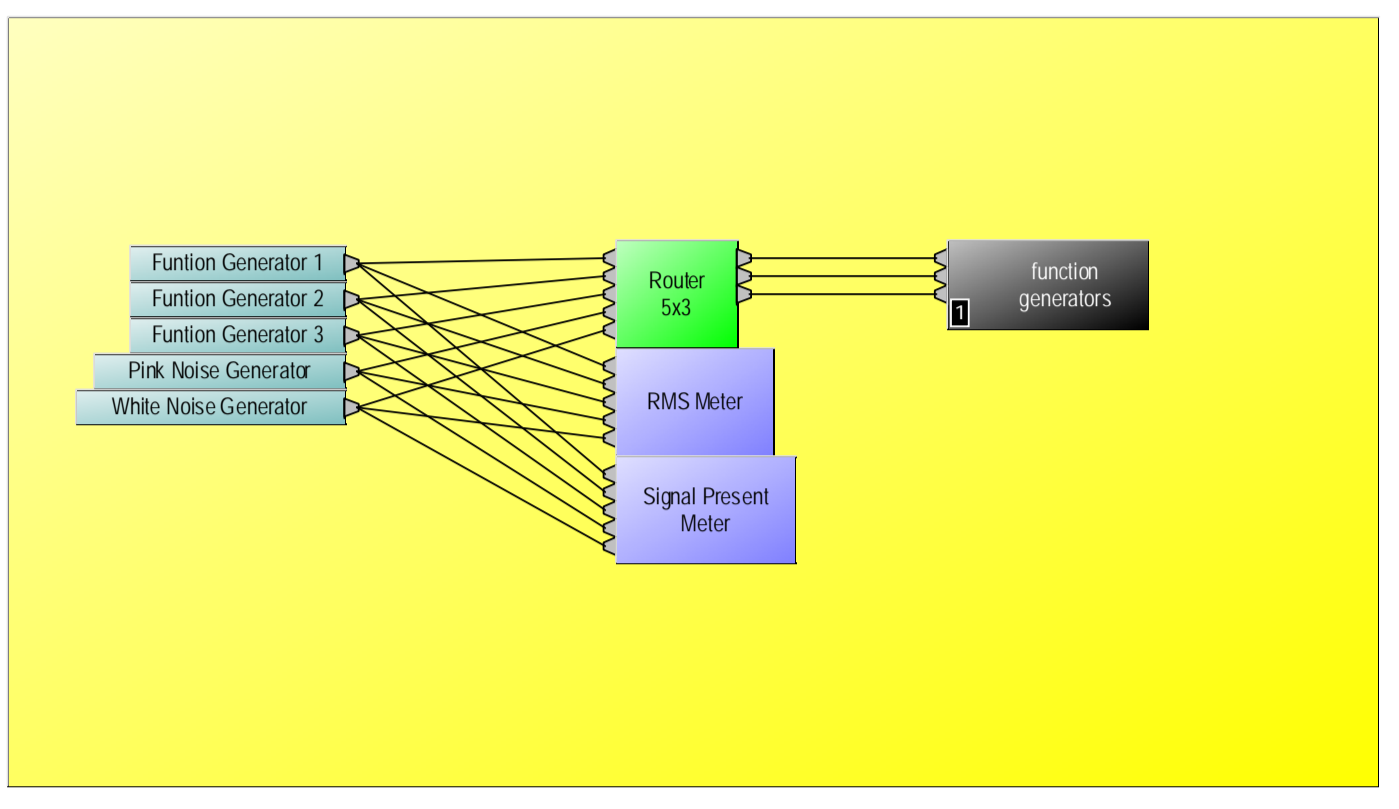 Funtion Generator 1
Funtion Generator 2
Funtion Generator 3
Pink Noise Generator
White Noise Generator
Router
5x3
RMS Meter
Signal Present
Meter
function
generators
1